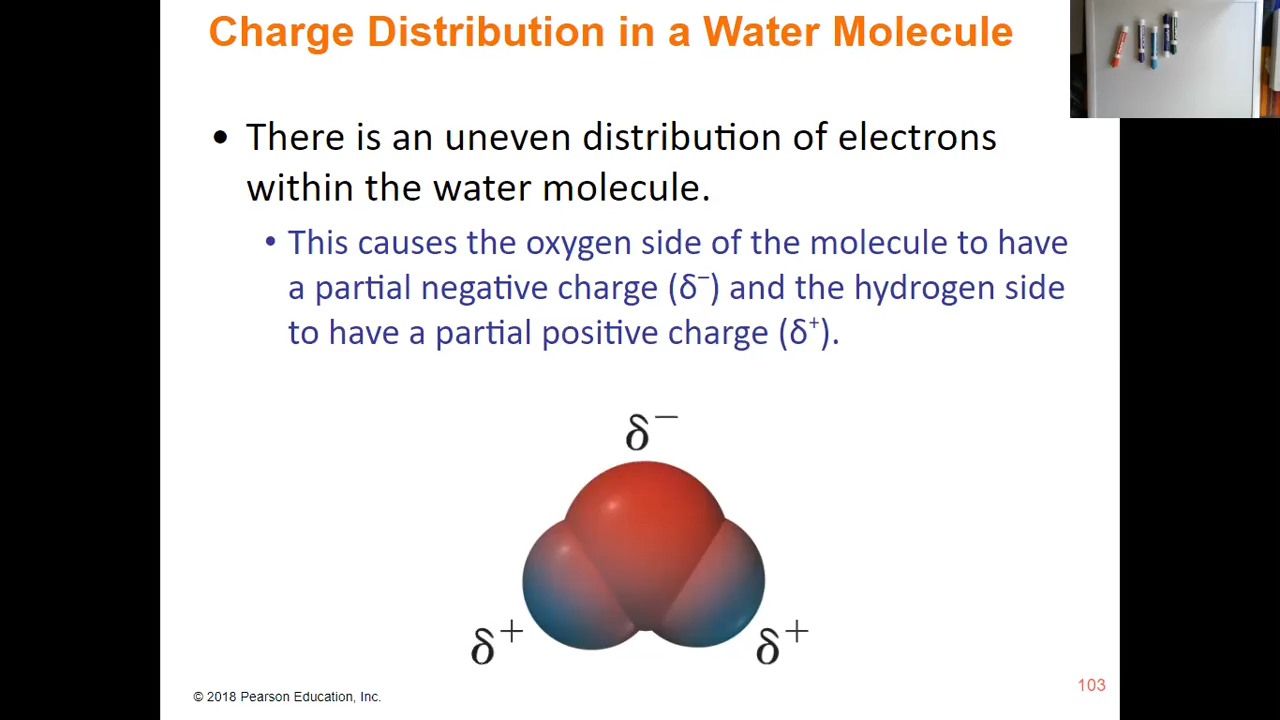 Charge Distribution in a Water Molecule
• There is an uneven distribution of electrons
within the water molecule.
• This causes the oxygen side of the molecule to have
a partial negative charge (δ⁻) and the hydrogen side
to have a partial positive charge (δ⁺).
δ⁻
δ⁺
δ⁺
103
© 2018 Pearson Education, Inc.